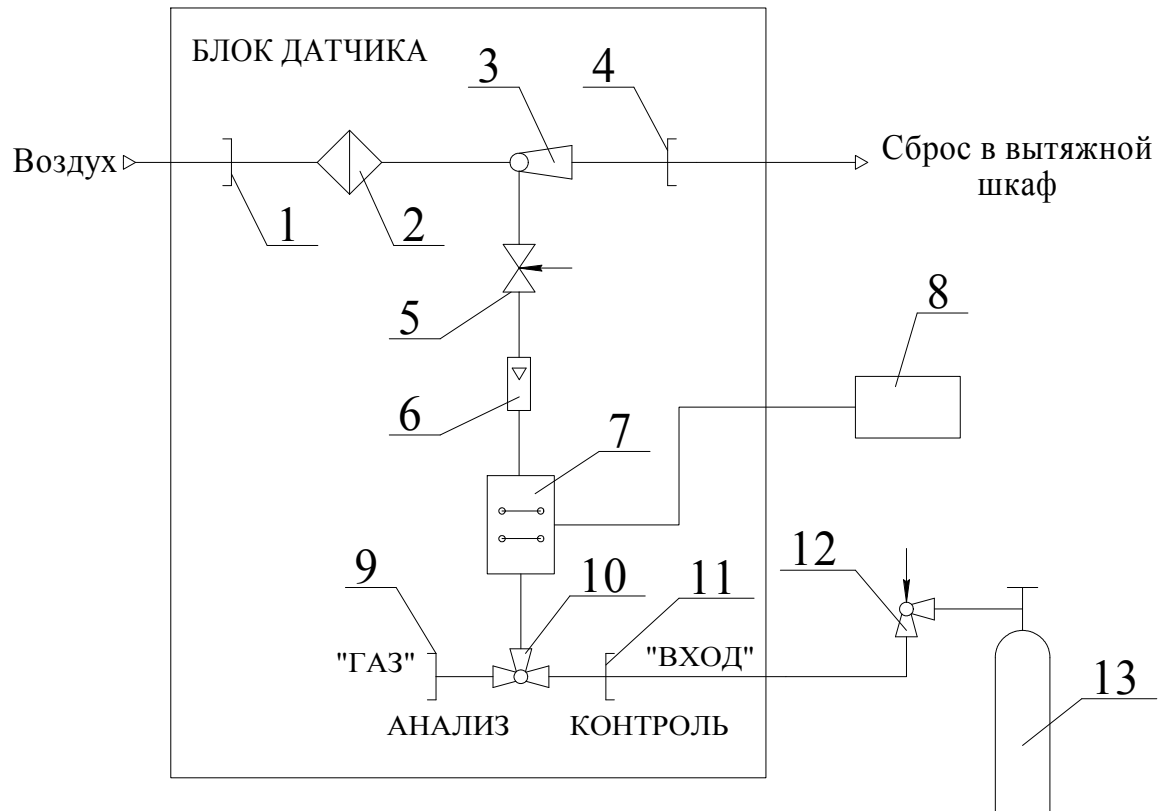 БЛОК ДАТЧИКА
3
4
Воздух
Сброс в вытяжной
шкаф
1
2
5
8
6
7
9
10
11
12
"ГАЗ"
"ВХОД"
13
АНАЛИЗ
КОНТРОЛЬ